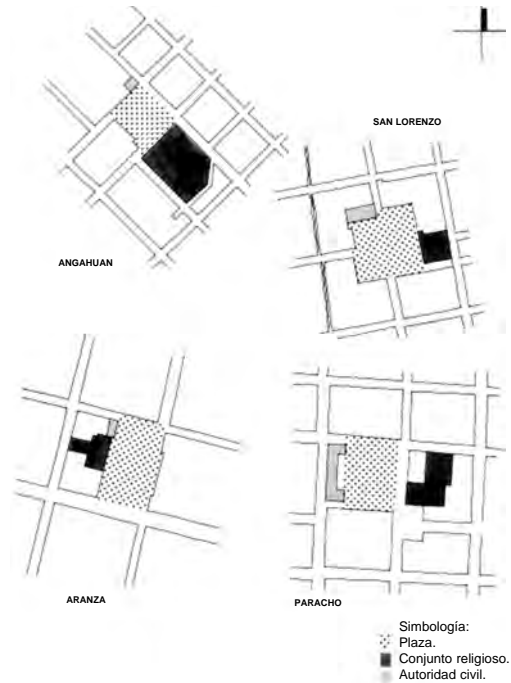 SAN LORENZO
ANGAHUAN
ARANZA
PARACHO
Simbología:
Plaza.
Conjunto religioso.
Autoridad civil.